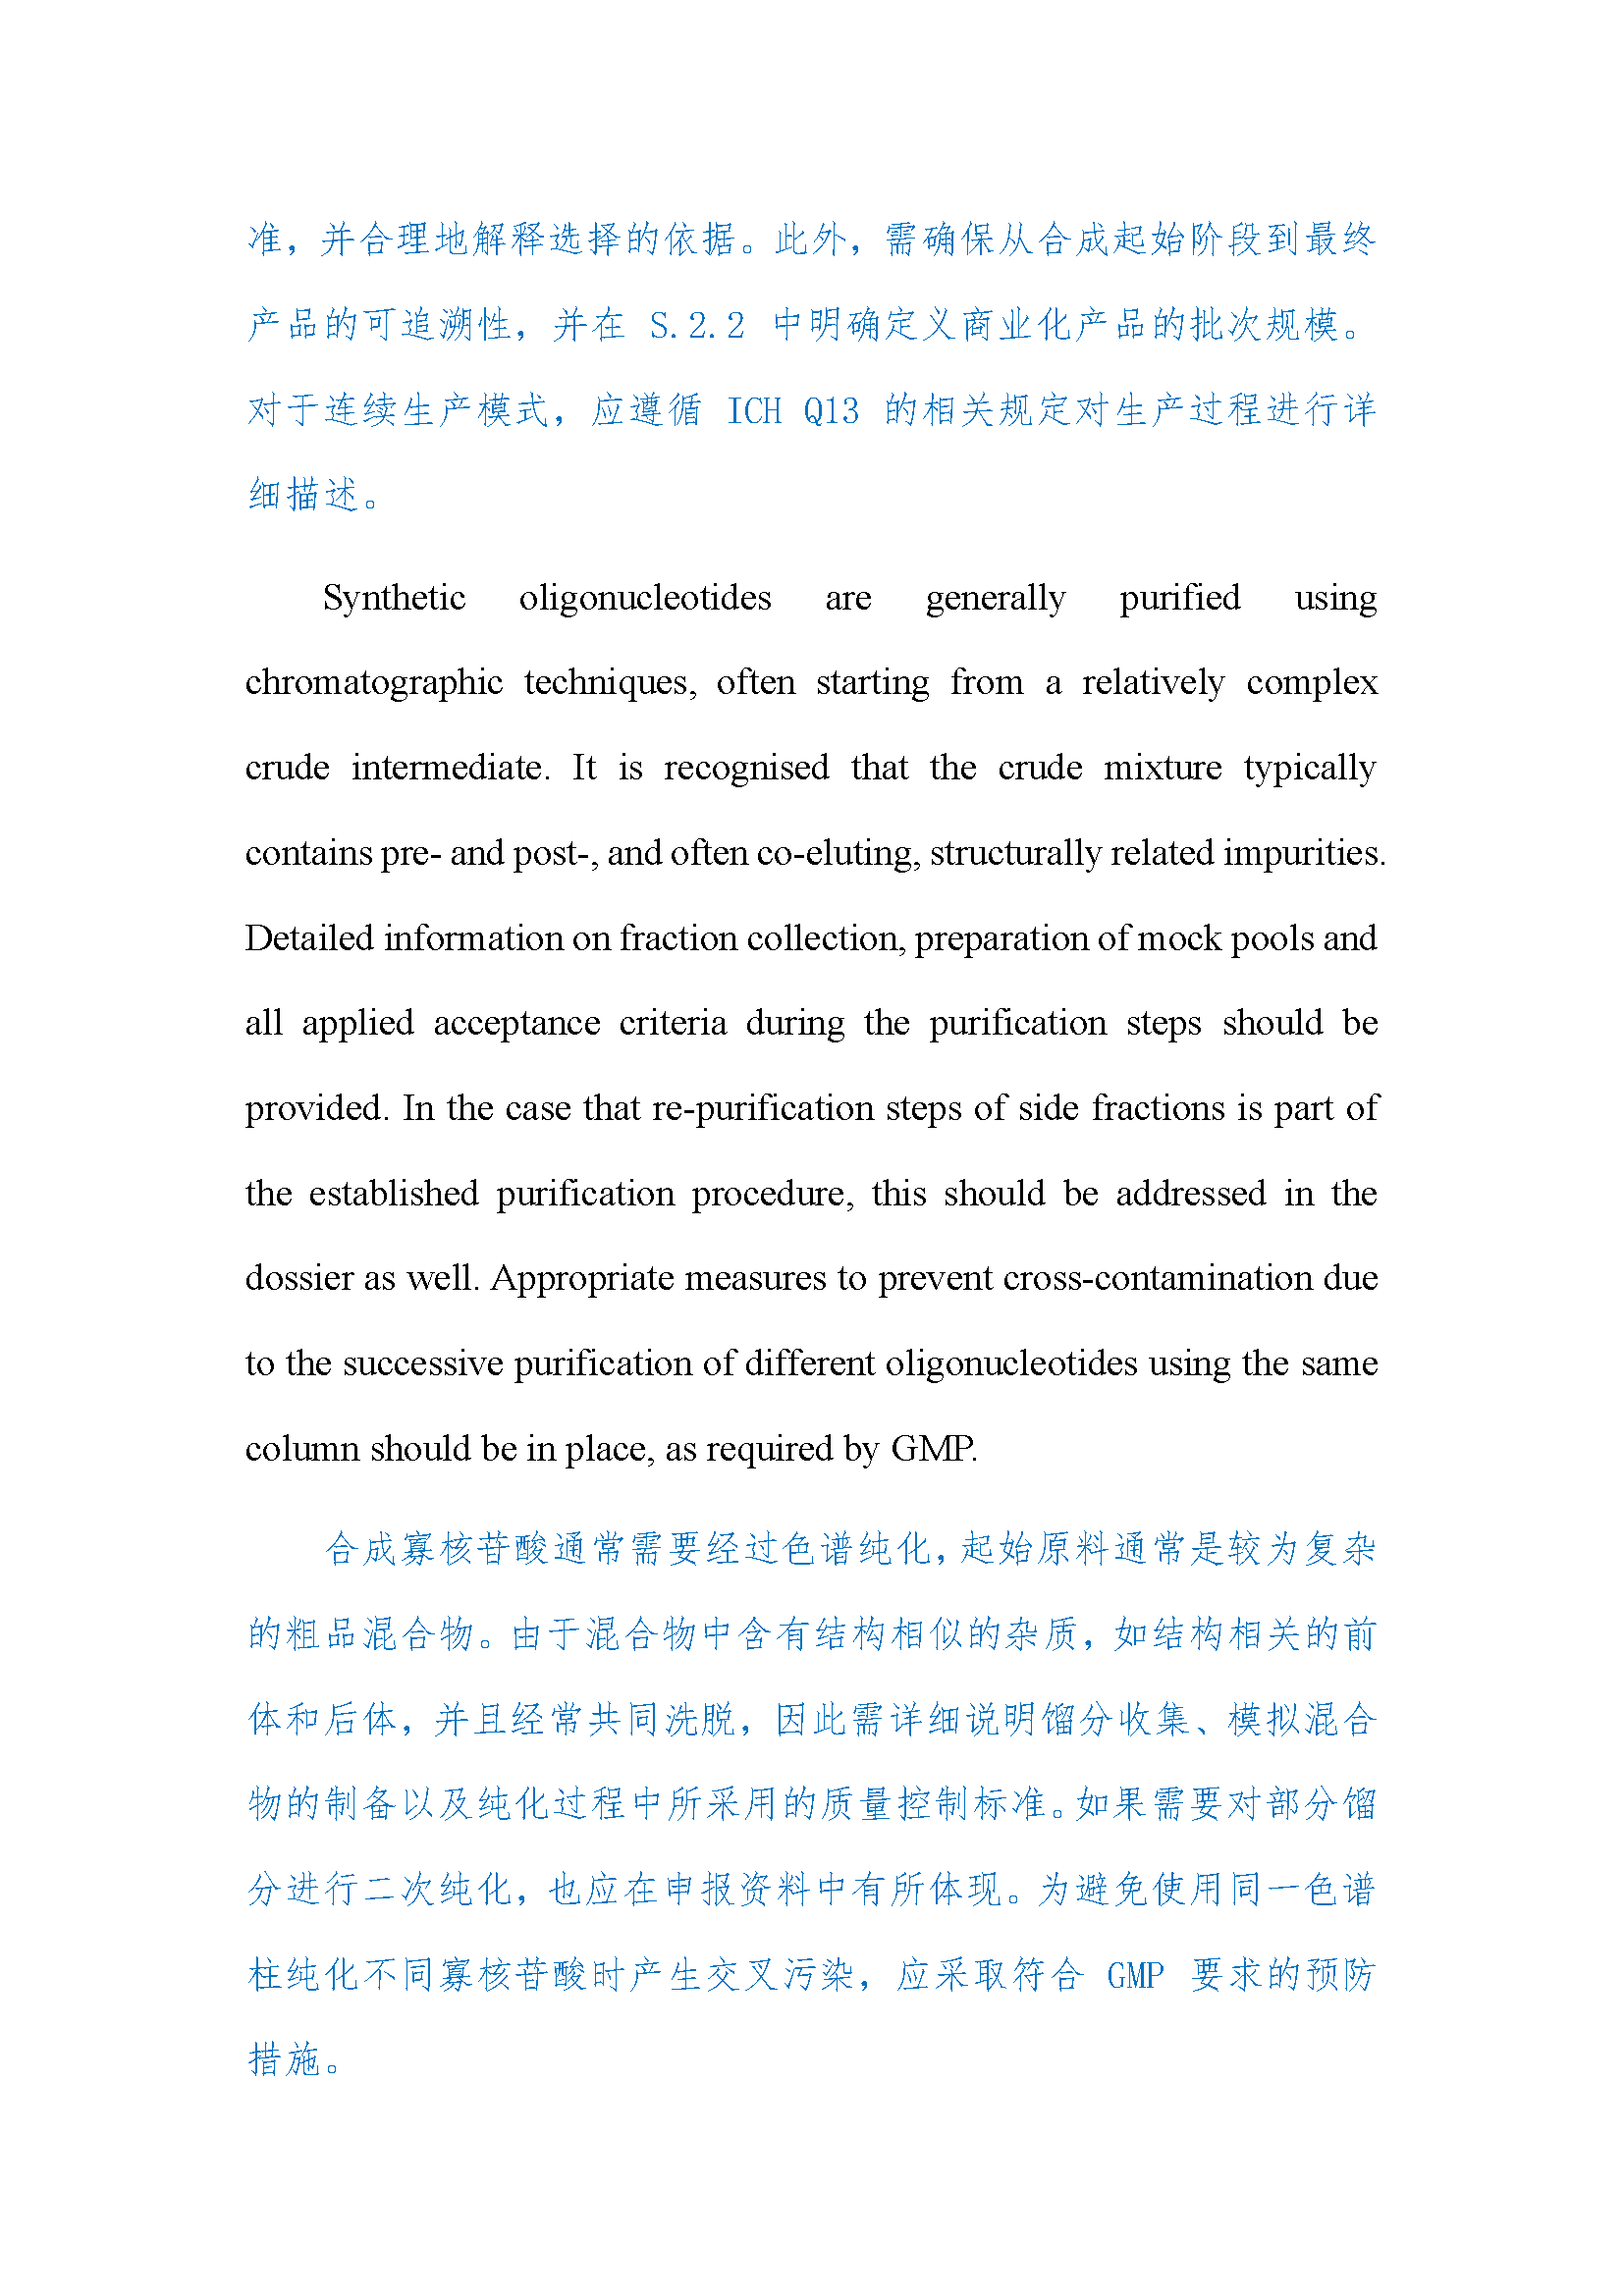 准，并合理地解释选择的依据。此外，需确保从合成起始阶段到最终
产品的可追溯性，并在 S.2.2 中明确定义商业化产品的批次规模。
对于连续生产模式，应遵循 ICH Q13 的相关规定对生产过程进行详
细描述。
Synthetic oligonucleotides are generally purified using
chromatographic techniques, often starting from a relatively complex
crude intermediate. It is recognised that the crude mixture typically
contains pre- and post-, and often co-eluting, structurally related impurities.
Detailed information on fraction collection, preparation of mock pools and
all applied acceptance criteria during the purification steps should be
provided. In the case that re-purification steps of side fractions is part of
the established purification procedure, this should be addressed in the
dossier as well. Appropriate measures to prevent cross-contamination due
to the successive purification of different oligonucleotides using the same
column should be in place, as required by GMP.
合成寡核苷酸通常需要经过色谱纯化，起始原料通常是较为复杂
的粗品混合物。由于混合物中含有结构相似的杂质，如结构相关的前
体和后体，并且经常共同洗脱，因此需详细说明馏分收集、模拟混合
物的制备以及纯化过程中所采用的质量控制标准。如果需要对部分馏
分进行二次纯化，也应在申报资料中有所体现。为避免使用同一色谱
柱纯化不同寡核苷酸时产生交叉污染，应采取符合 GMP 要求的预防
措施。